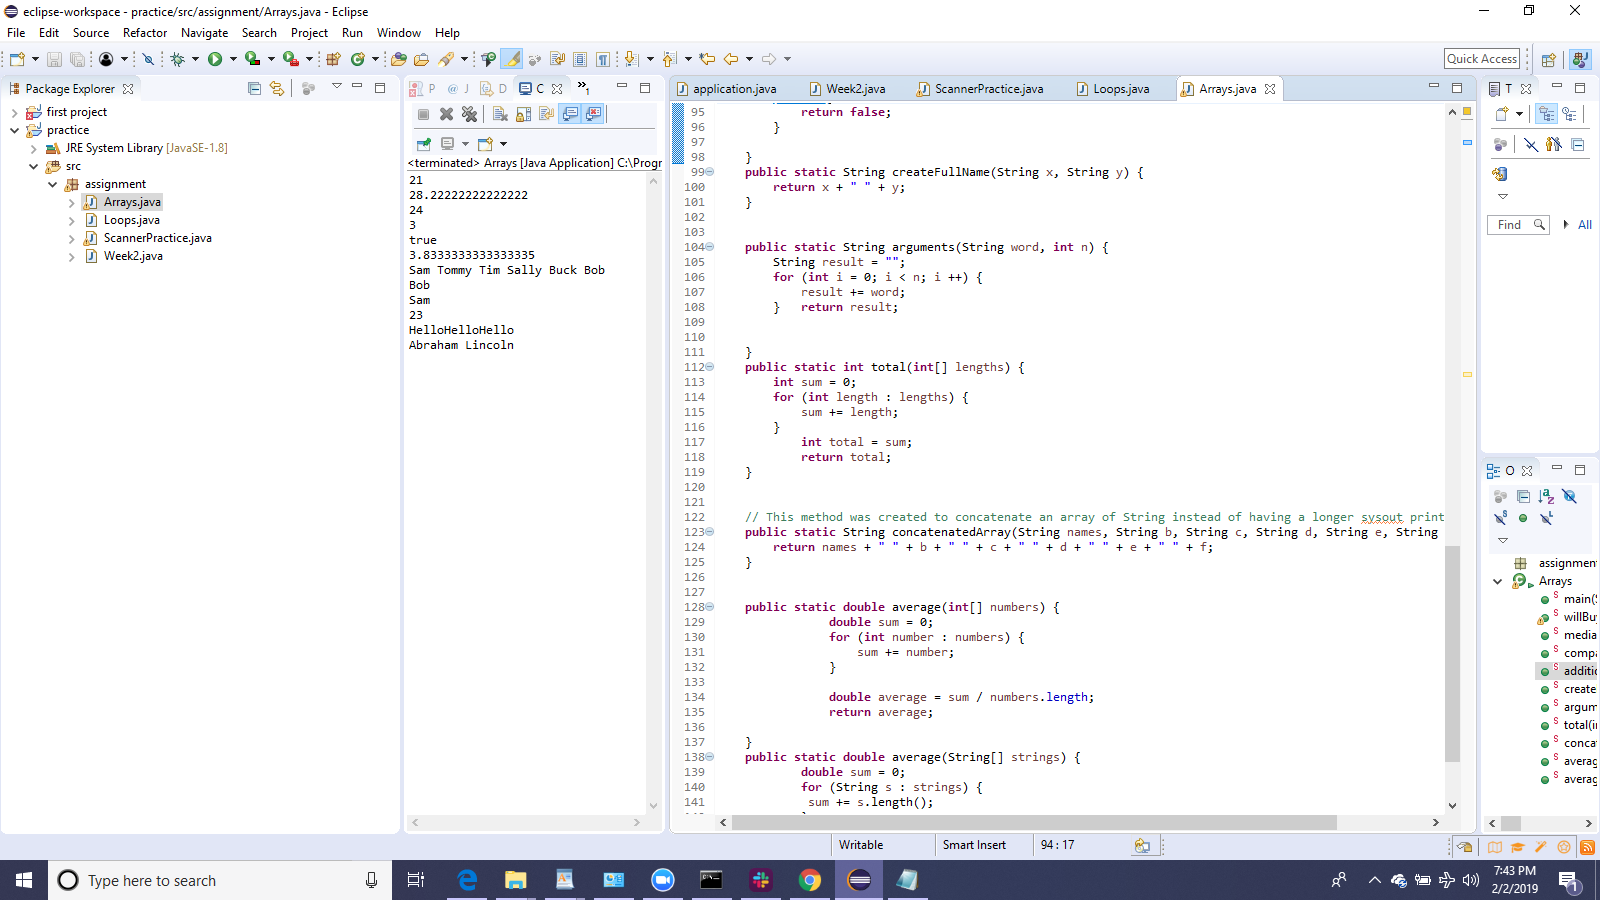 eclipse-workspace - practice/src/assignment/Arrays.java - Eclipse
File Edit Source Refactor Navigate Search Project Run Window Help
Quick Access
Package Explorer
first project
practice
JRE System Library [JavaSE-1.8]
src
assignment
Arrays.java
Loops.java
ScannerPractice.java
Week2.java
P @ J D C »1
<terminated> Arrays [Java Application] C:\Progr
21
28.22222222222222
24
3
true
3.8333333333333335
Sam Tommy Tim Sally Buck Bob
Bob
Sam
23
HelloHelloHello
Abraham Lincoln
application.java Week2.java ScannerPractice.java Loops.java Arrays.java
95 return false;
96 }
97
98 }
99 public static String createFullName(String x, String y) {
100 return x + " " + y;
101 }
102
103
104 public static String arguments(String word, int n) {
105 String result = "";
106 for (int i = 0; i < n; i ++) {
107 result += word;
108 } return result;
109
110
111 }
112 public static int total(int[] lengths) {
113 int sum = 0;
114 for (int length : lengths) {
115 sum += length;
116 }
117 int total = sum;
118 return total;
119 }
120
121
122 // This method was created to concatenate an array of String instead of having a longer sysout print
123 public static String concatenatedArray(String names, String b, String c, String d, String e, String
124 return names + " " + b + " " + c + " " + d + " " + e + " " + f;
125 }
126
127
128 public static double average(int[] numbers) {
129 double sum = 0;
130 for (int number : numbers) {
131 sum += number;
132 }
133
134 double average = sum / numbers.length;
135 return average;
136
137 }
138 public static double average(String[] strings) {
139 double sum = 0;
140 for (String s : strings) {
141 sum += s.length();
T
Find All
O
assignmen
Arrays
main(S
willBu
media
compa
additio
create
argum
total(in
conca
averag
averag
Writable Smart Insert 94 : 17
Type here to search
7:43 PM
2/2/2019
1